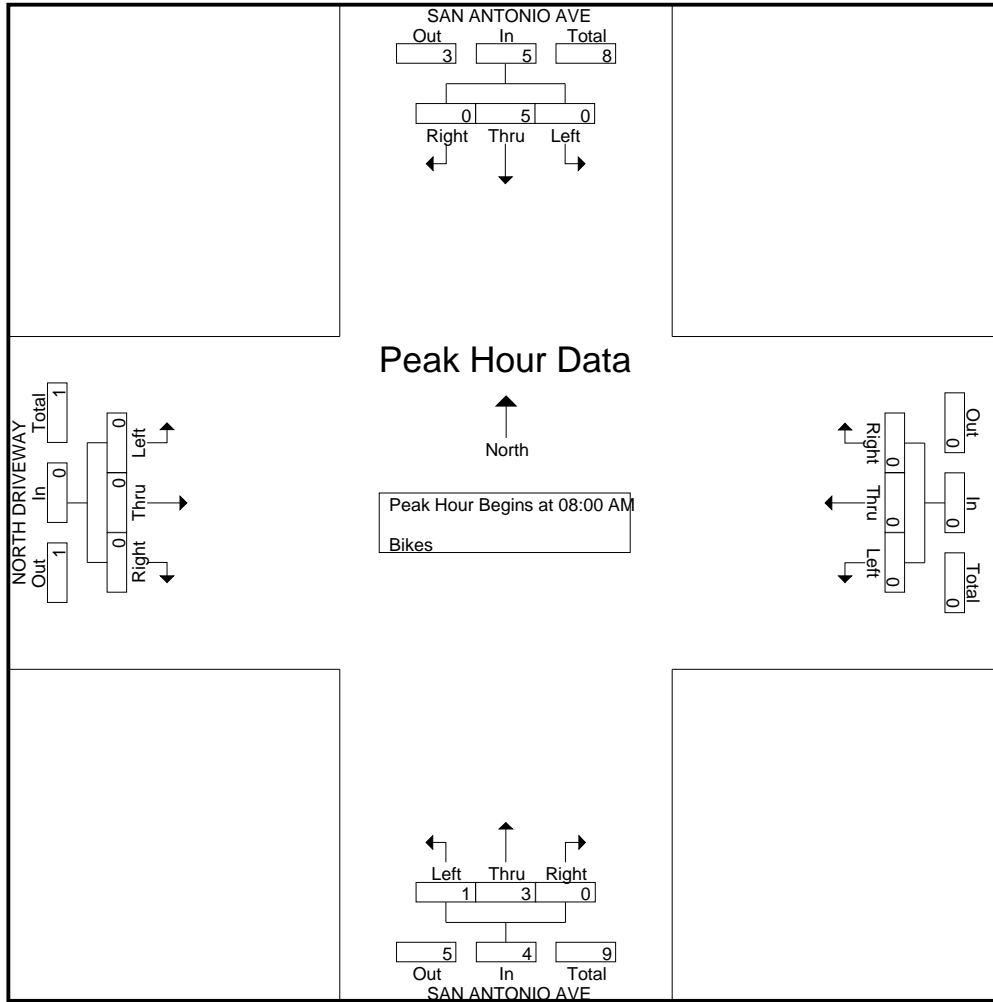 SAN ANTONIO AVE
Out In Total
3 5 8
0 5 0
Right Thru Left
Peak Hour Data
North
Peak Hour Begins at 08:00 AM
Bikes
NORTH DRIVEWAY
Out In Total
1 0 1
0 0 0
Right Thru Left
Right Thru Left
0 0 0
Out In Total
0 0 0
Left Thru Right
1 3 0
5 4 9
Out In Total
SAN ANTONIO AVE